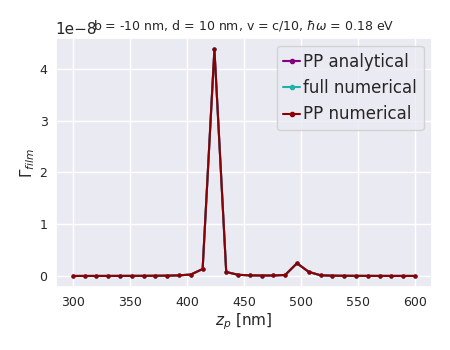 b = -10 nm, d = 10 nm, v = c/10, ℏω = 0.18 eV
1e−8
PP analytical
full numerical
PP numerical
4
3
2
1
0
Γ_film
300 350 400 450 500 550 600
z_p [nm]